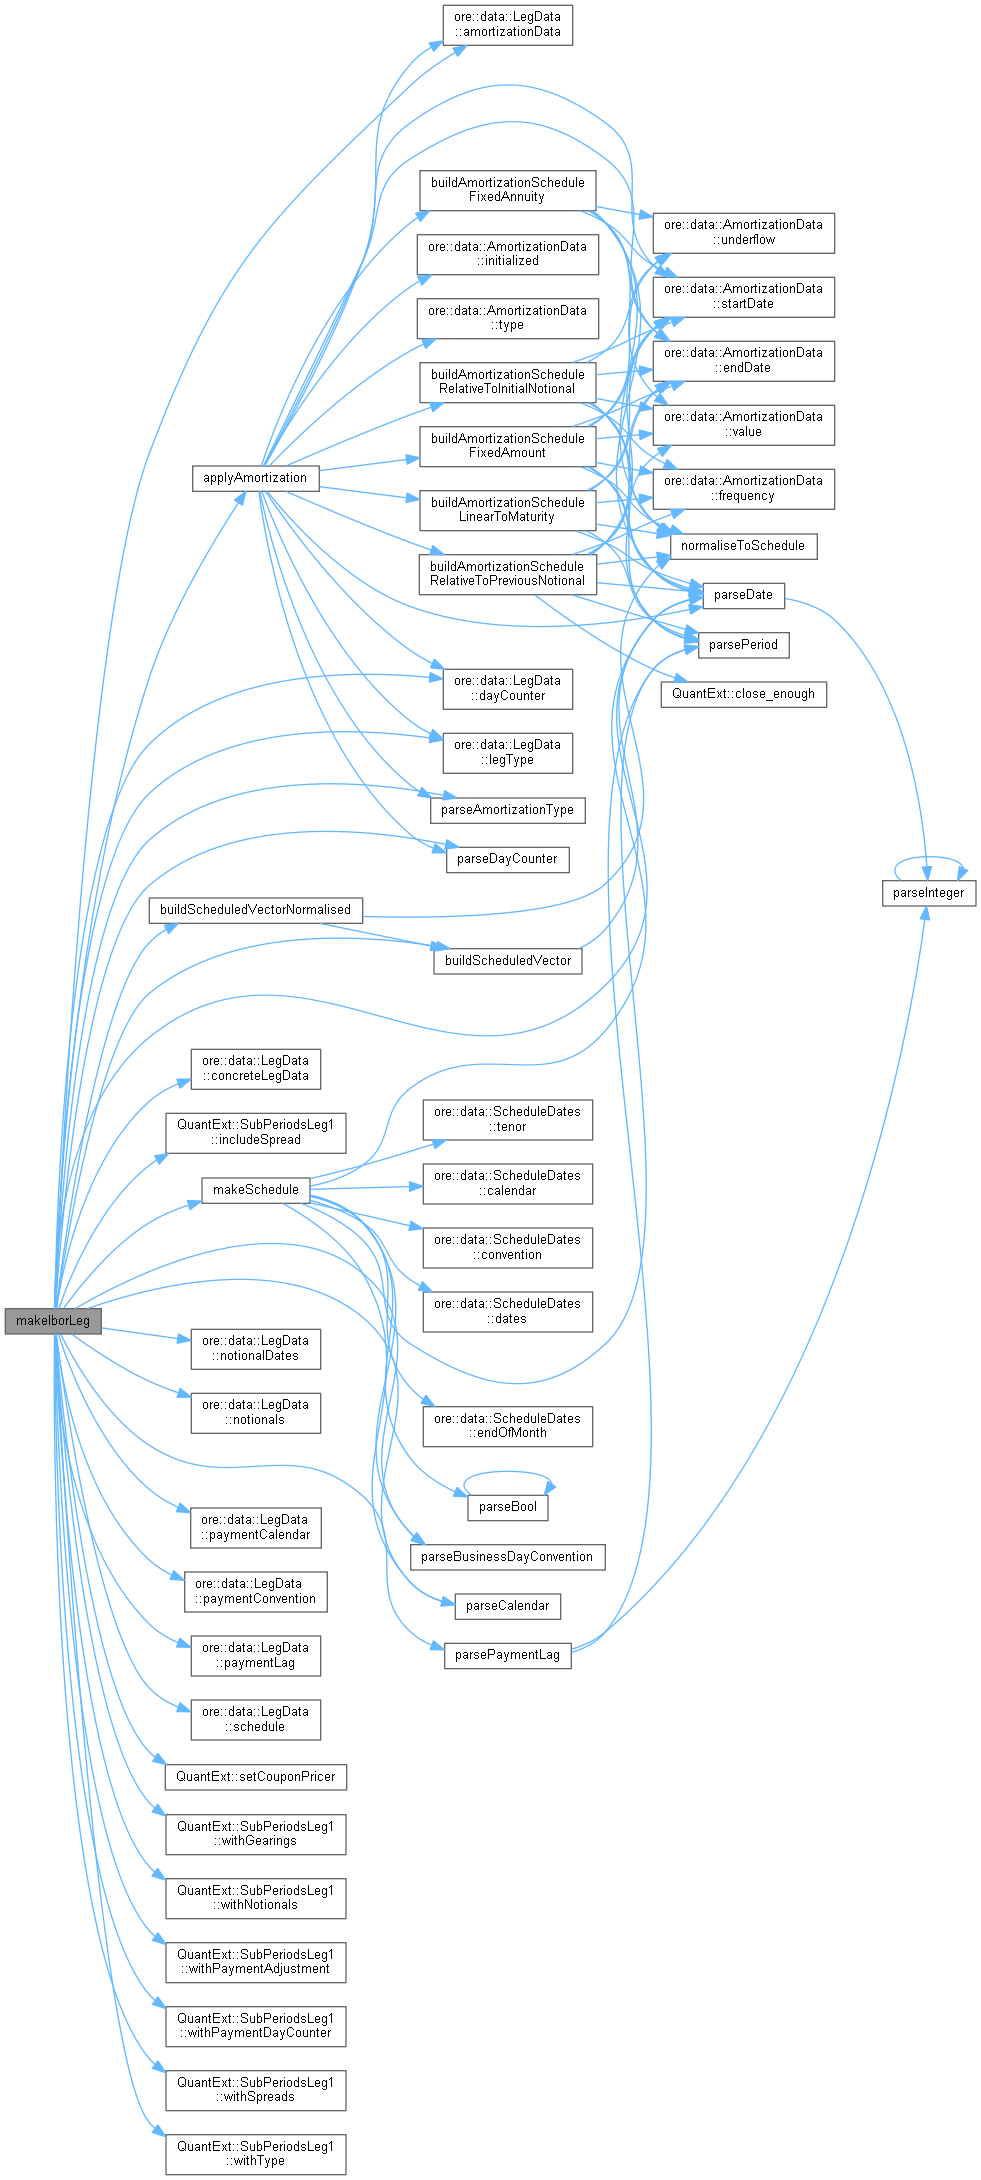 ore::data::LegData
::amortizationData
buildAmortizationSchedule
FixedAnnuity
ore::data::AmortizationData
::underflow
ore::data::AmortizationData
::initialized
ore::data::AmortizationData
::startDate
ore::data::AmortizationData
::type
ore::data::AmortizationData
::endDate
buildAmortizationSchedule
RelativeToInitialNotional
ore::data::AmortizationData
::value
buildAmortizationSchedule
FixedAmount
applyAmortization
ore::data::AmortizationData
::frequency
buildAmortizationSchedule
LinearToMaturity
normaliseToSchedule
buildAmortizationSchedule
RelativeToPreviousNotional
parseDate
parsePeriod
ore::data::LegData
::dayCounter
QuantExt::close_enough
ore::data::LegData
::legType
parseAmortizationType
parseDayCounter
parseInteger
buildScheduledVectorNormalised
buildScheduledVector
ore::data::LegData
::concreteLegData
QuantExt::SubPeriodsLeg1
::includeSpread
ore::data::ScheduleDates
::tenor
makeSchedule
ore::data::ScheduleDates
::calendar
ore::data::ScheduleDates
::convention
ore::data::ScheduleDates
::dates
makeIborLeg
ore::data::LegData
::notionalDates
ore::data::LegData
::notionals
ore::data::ScheduleDates
::endOfMonth
parseBool
ore::data::LegData
::paymentCalendar
parseBusinessDayConvention
ore::data::LegData
::paymentConvention
parseCalendar
ore::data::LegData
::paymentLag
parsePaymentLag
ore::data::LegData
::schedule
QuantExt::setCouponPricer
QuantExt::SubPeriodsLeg1
::withGearings
QuantExt::SubPeriodsLeg1
::withNotionals
QuantExt::SubPeriodsLeg1
::withPaymentAdjustment
QuantExt::SubPeriodsLeg1
::withPaymentDayCounter
QuantExt::SubPeriodsLeg1
::withSpreads
QuantExt::SubPeriodsLeg1
::withType